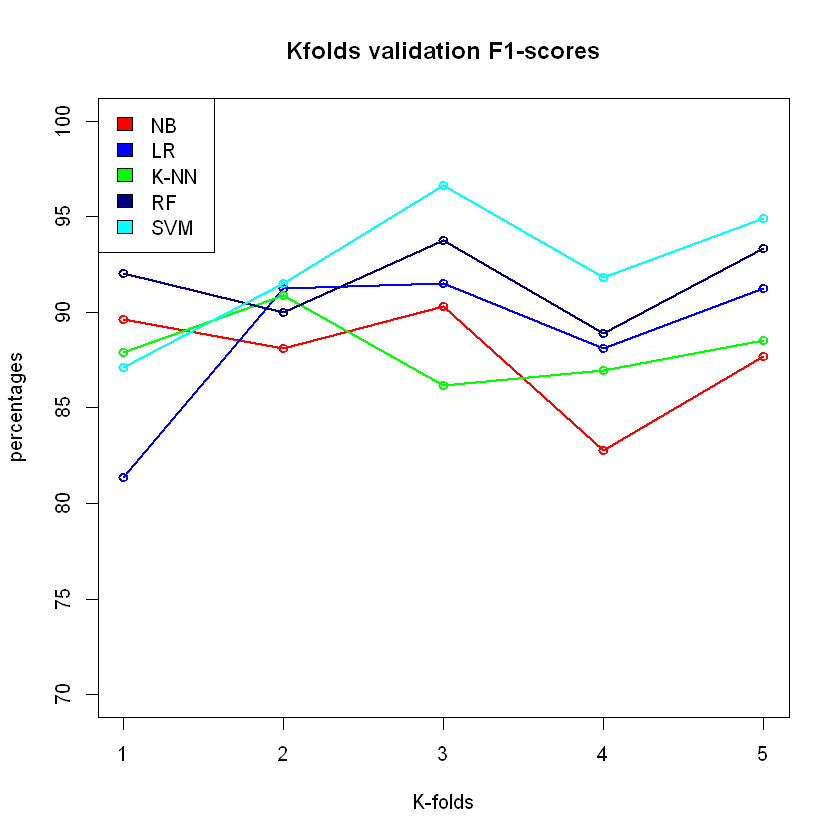 Kfolds validation F1-scores
100
95
90
85
80
75
70
percentages
NB
LR
K-NN
RF
SVM
1 2 3 4 5
K-folds